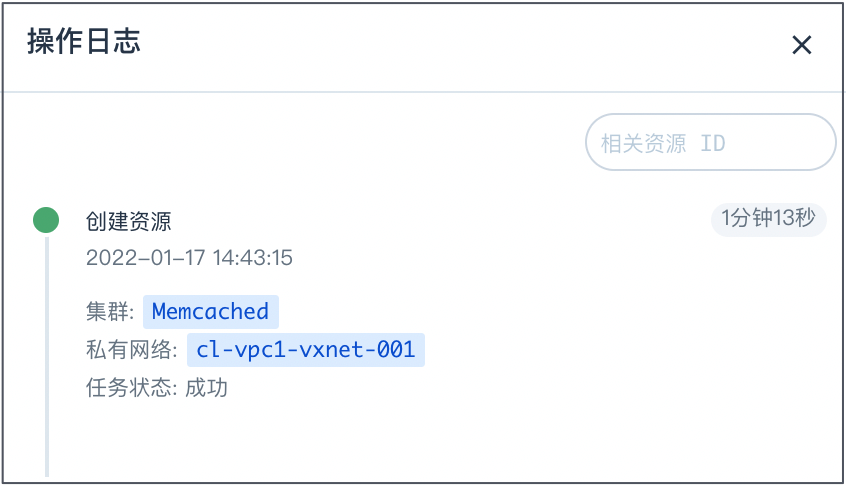 操作日志
相关资源 ID
创建资源
1分钟13秒
2022-01-17 14:43:15
集群: Memcached
私有网络: cl-vpc1-vxnet-001
任务状态: 成功